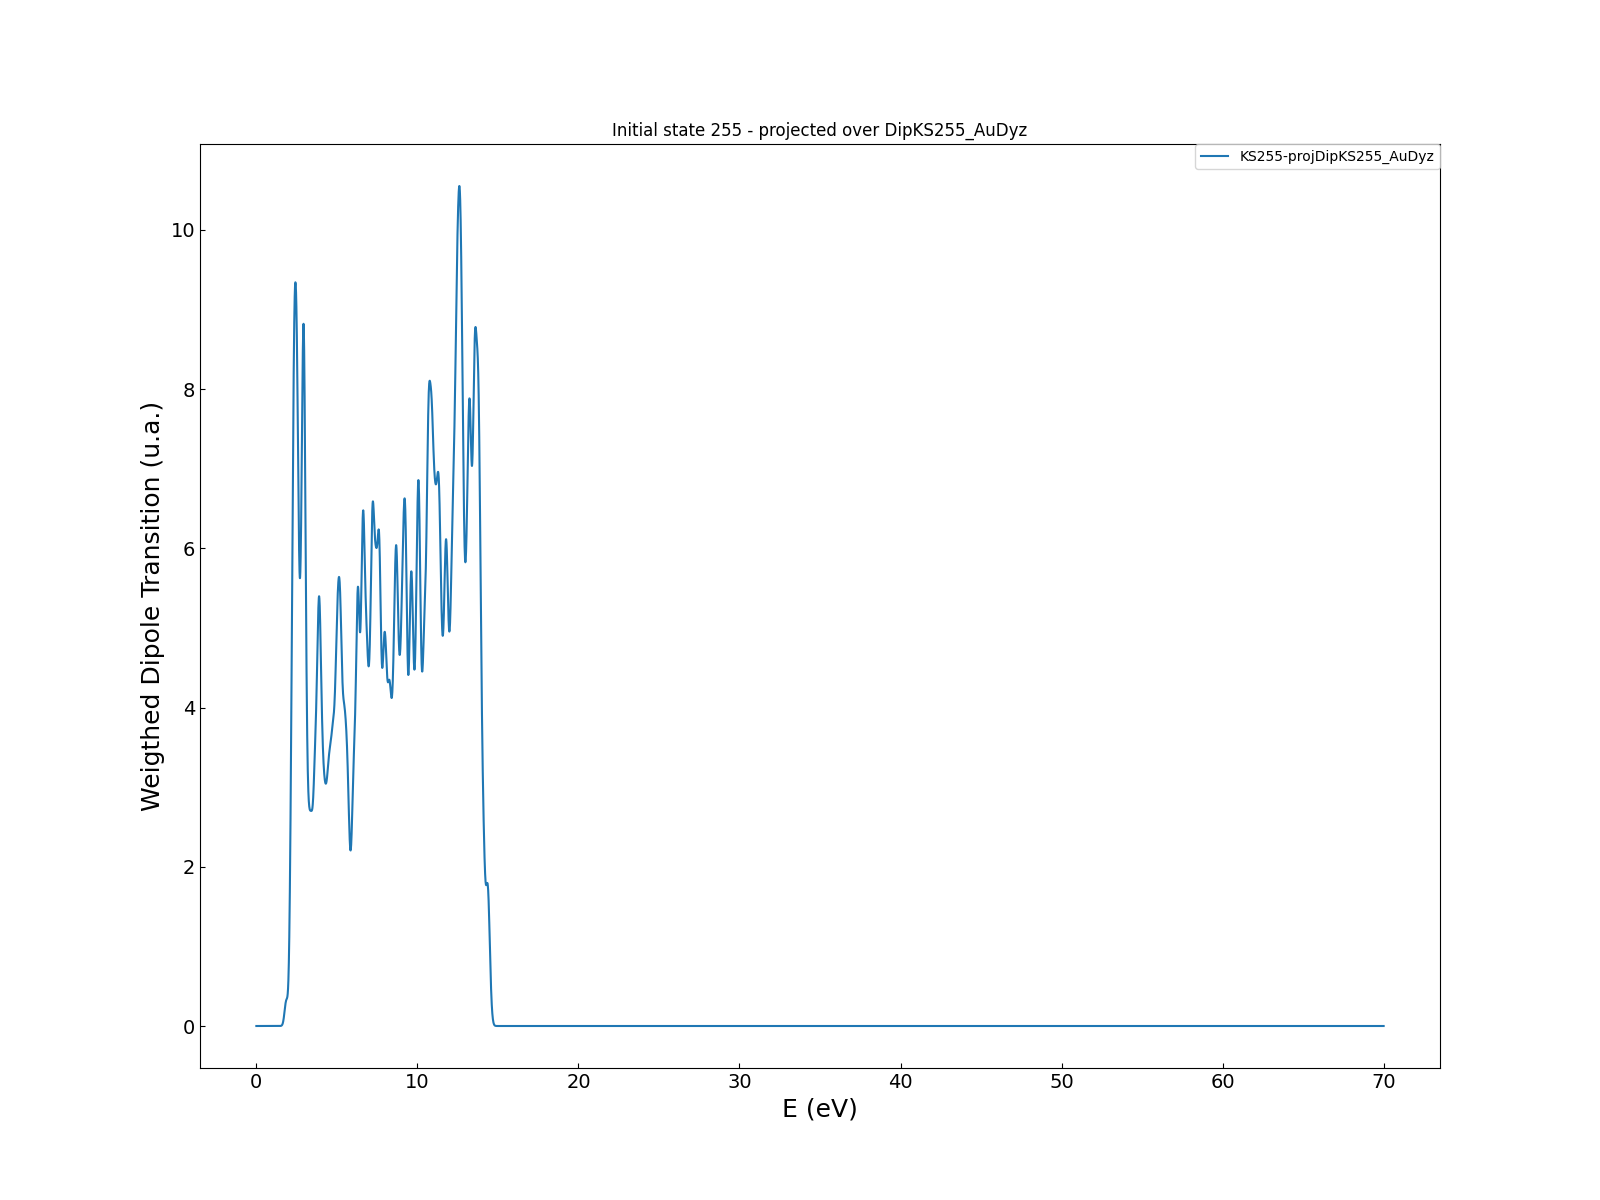 Initial state 255 - projected over DipKS255_AuDyz
KS255-projDipKS255_AuDyz
Weigthed Dipole Transition (u.a.)
10
8
6
4
2
0
0 10 20 30 40 50 60 70
E (eV)